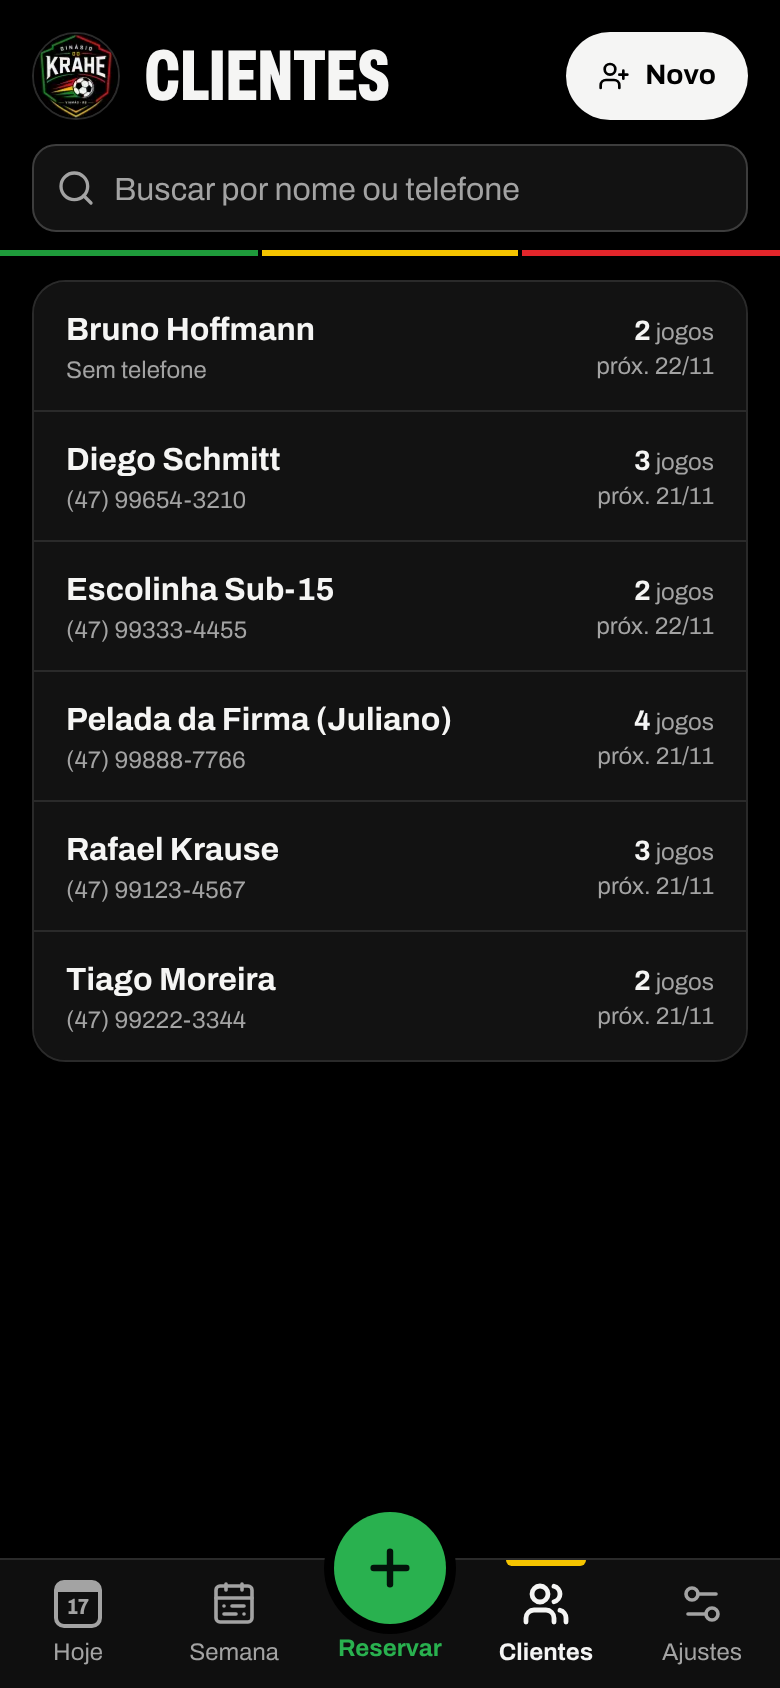 GINÁSIO
DO
KRAHE
CLIENTES
Novo
Buscar por nome ou telefone
Bruno Hoffmann
2 jogos
Sem telefone
próx. 22/11
Diego Schmitt
3 jogos
(47) 99654-3210
próx. 21/11
Escolinha Sub-15
2 jogos
(47) 99333-4455
próx. 22/11
Pelada da Firma (Juliano)
4 jogos
(47) 99888-7766
próx. 21/11
Rafael Krause
3 jogos
(47) 99123-4567
próx. 21/11
Tiago Moreira
2 jogos
(47) 99222-3344
próx. 21/11
17
Hoje
Semana
Reservar
Clientes
Ajustes